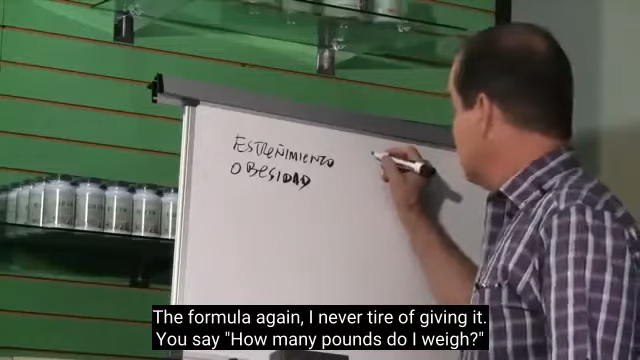 ESTREÑIMIENTO
OBESIDAD
The formula again, I never tire of giving it.
You say "How many pounds do I weigh?"